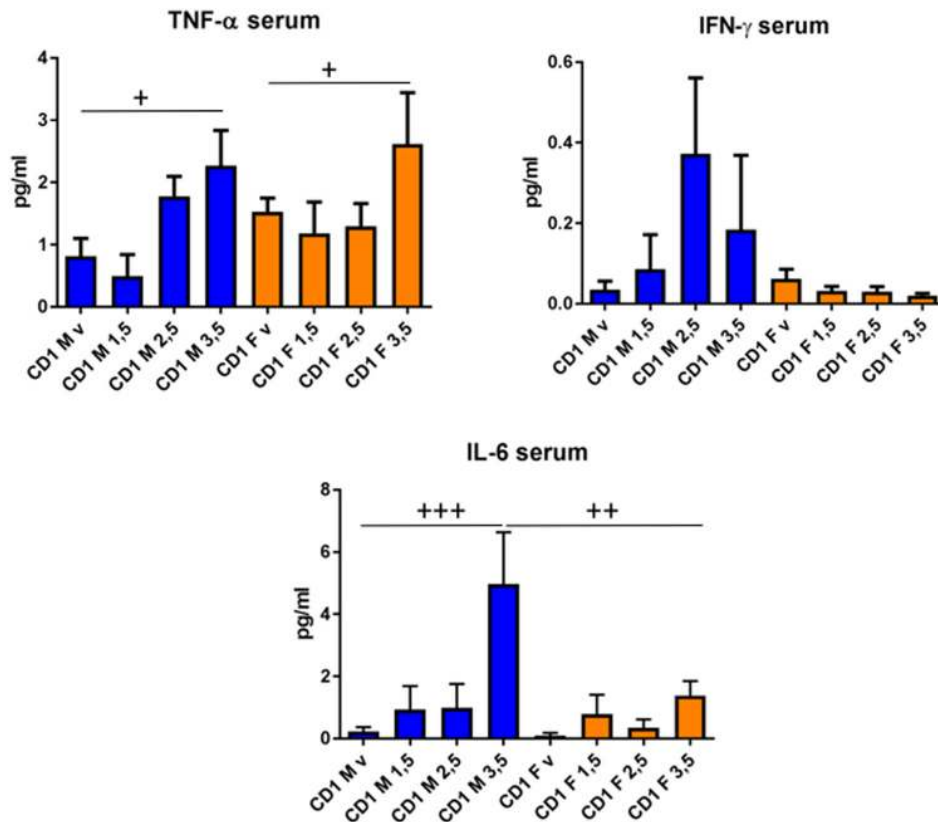 TNF-α serum
+
+
4
3
2
1
0
pg/ml
CD1 M v
CD1 M 1,5
CD1 M 2,5
CD1 M 3,5
CD1 F v
CD1 F 1,5
CD1 F 2,5
CD1 F 3,5
IFN-γ serum
0.6
0.4
0.2
0.0
pg/ml
CD1 M v
CD1 M 1,5
CD1 M 2,5
CD1 M 3,5
CD1 F v
CD1 F 1,5
CD1 F 2,5
CD1 F 3,5
IL-6 serum
+++
++
8
6
4
2
0
pg/ml
CD1 M v
CD1 M 1,5
CD1 M 2,5
CD1 M 3,5
CD1 F v
CD1 F 1,5
CD1 F 2,5
CD1 F 3,5